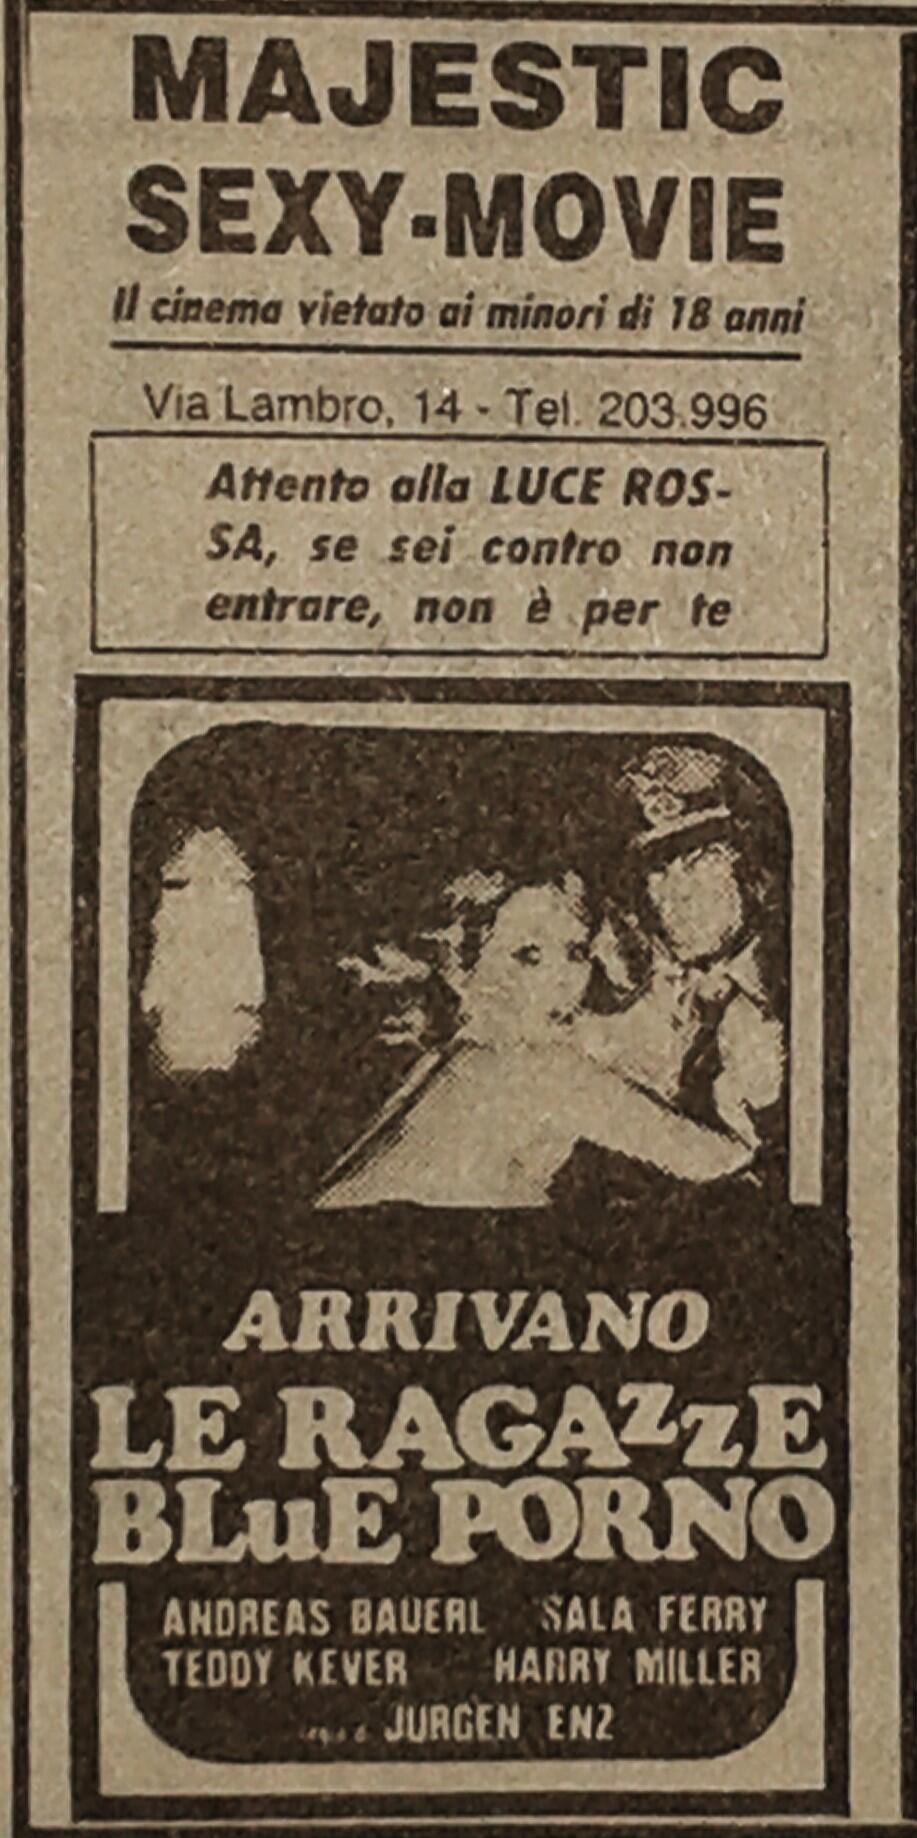 MAJESTIC
SEXY-MOVIE
Il cinema vietato ai minori di 18 anni
Via Lambro, 14 - Tel. 203.996
Attento alla LUCE ROS-
SA, se sei contro non
entrare, non è per te
ARRIVANO
LE RAGAZZE
BLuE PORNO
ANDREAS BAUERL SALA FERRY
TEDDY KEVER HARRY MILLER
JURGEN ENZ